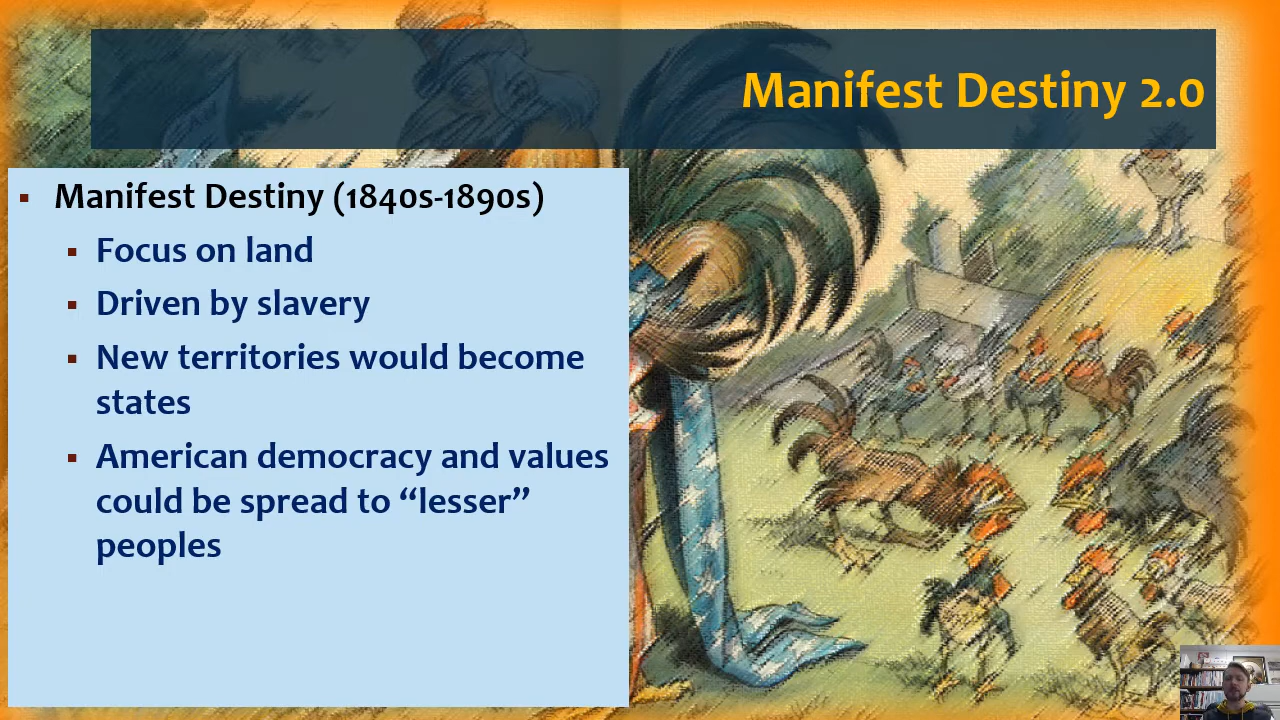 Manifest Destiny 2.0
▪ Manifest Destiny (1840s-1890s)
▪ Focus on land
▪ Driven by slavery
▪ New territories would become
states
▪ American democracy and values
could be spread to “lesser”
peoples